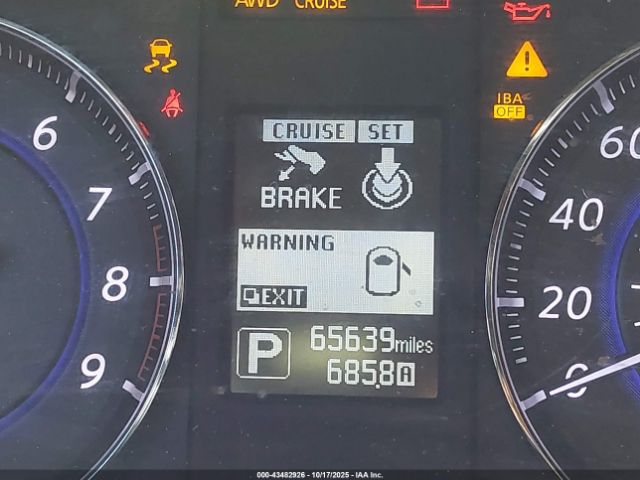 AWD CRUISE
IBA
OFF
CRUISE SET
BRAKE
WARNING
EXIT
P
65639miles
685.8 A
6
7
8
9
60
40
20
0
000-43482926 - 10/17/2025 - IAA Inc.